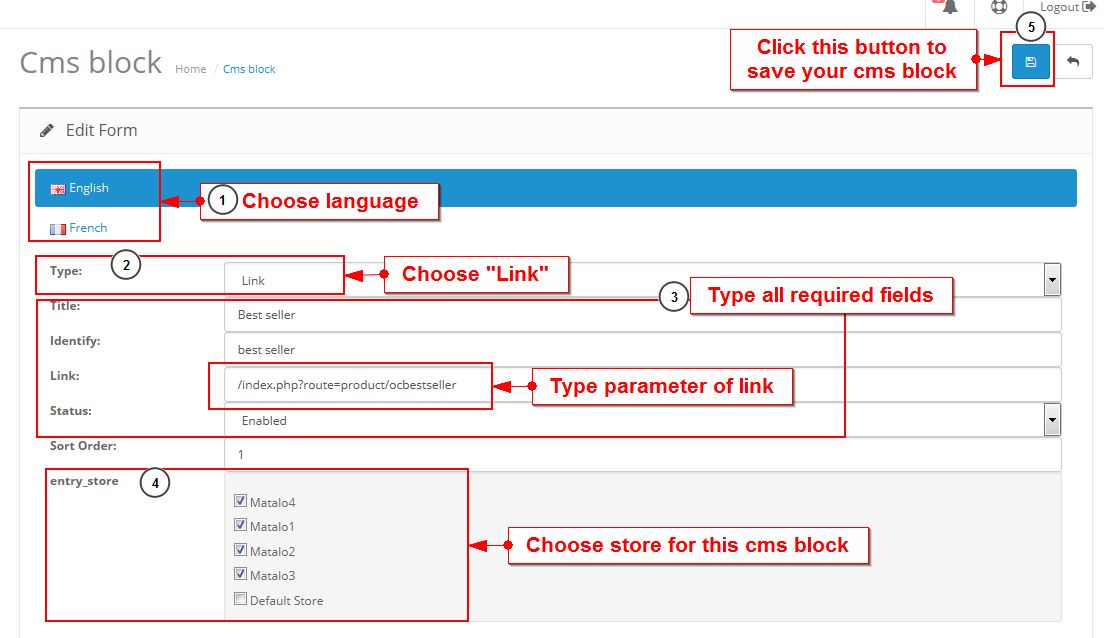 Logout
5
Click this button to
save your cms block
Cms block Home / Cms block
Edit Form
English
1 Choose language
French
Type:
2
Link
Choose "Link"
3 Type all required fields
Title:
Best seller
Identify:
best seller
Link:
/index.php?route=product/ocbestseller
Type parameter of link
Status:
Enabled
Sort Order:
1
entry_store
4
Matalo4
Matalo1
Matalo2
Matalo3
Default Store
Choose store for this cms block